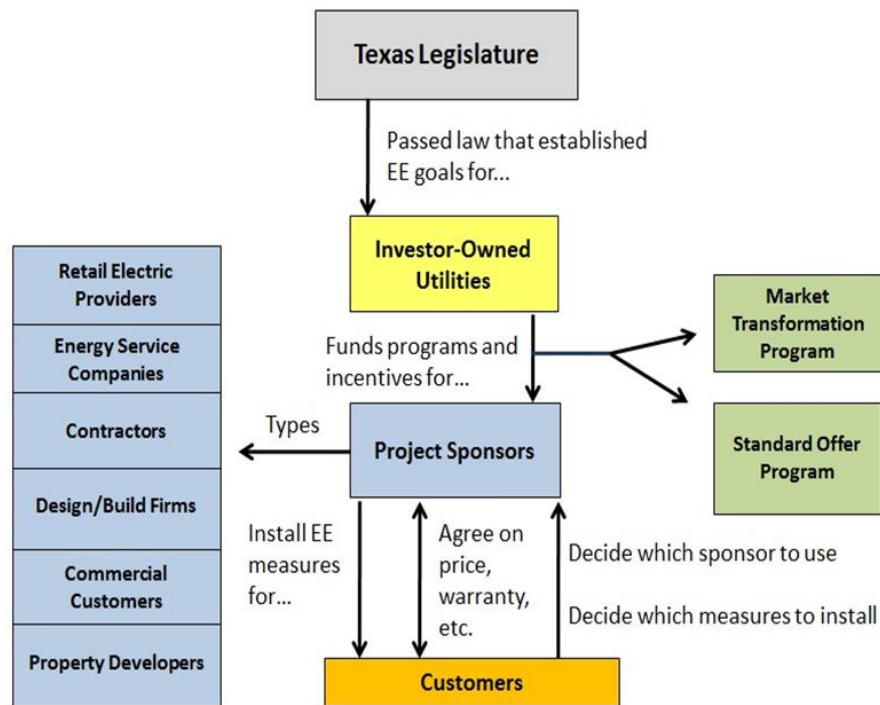 Texas Legislature
Passed law that established
EE goals for...
Investor-Owned
Utilities
Retail Electric
Providers
Energy Service
Companies
Contractors
Design/Build Firms
Commercial
Customers
Property Developers
Funds programs and
incentives for...
Market
Transformation
Program
Standard Offer
Program
Types
Project Sponsors
Install EE
measures
for...
Agree on
price,
warranty,
etc.
Decide which sponsor to use
Decide which measures to install
Customers